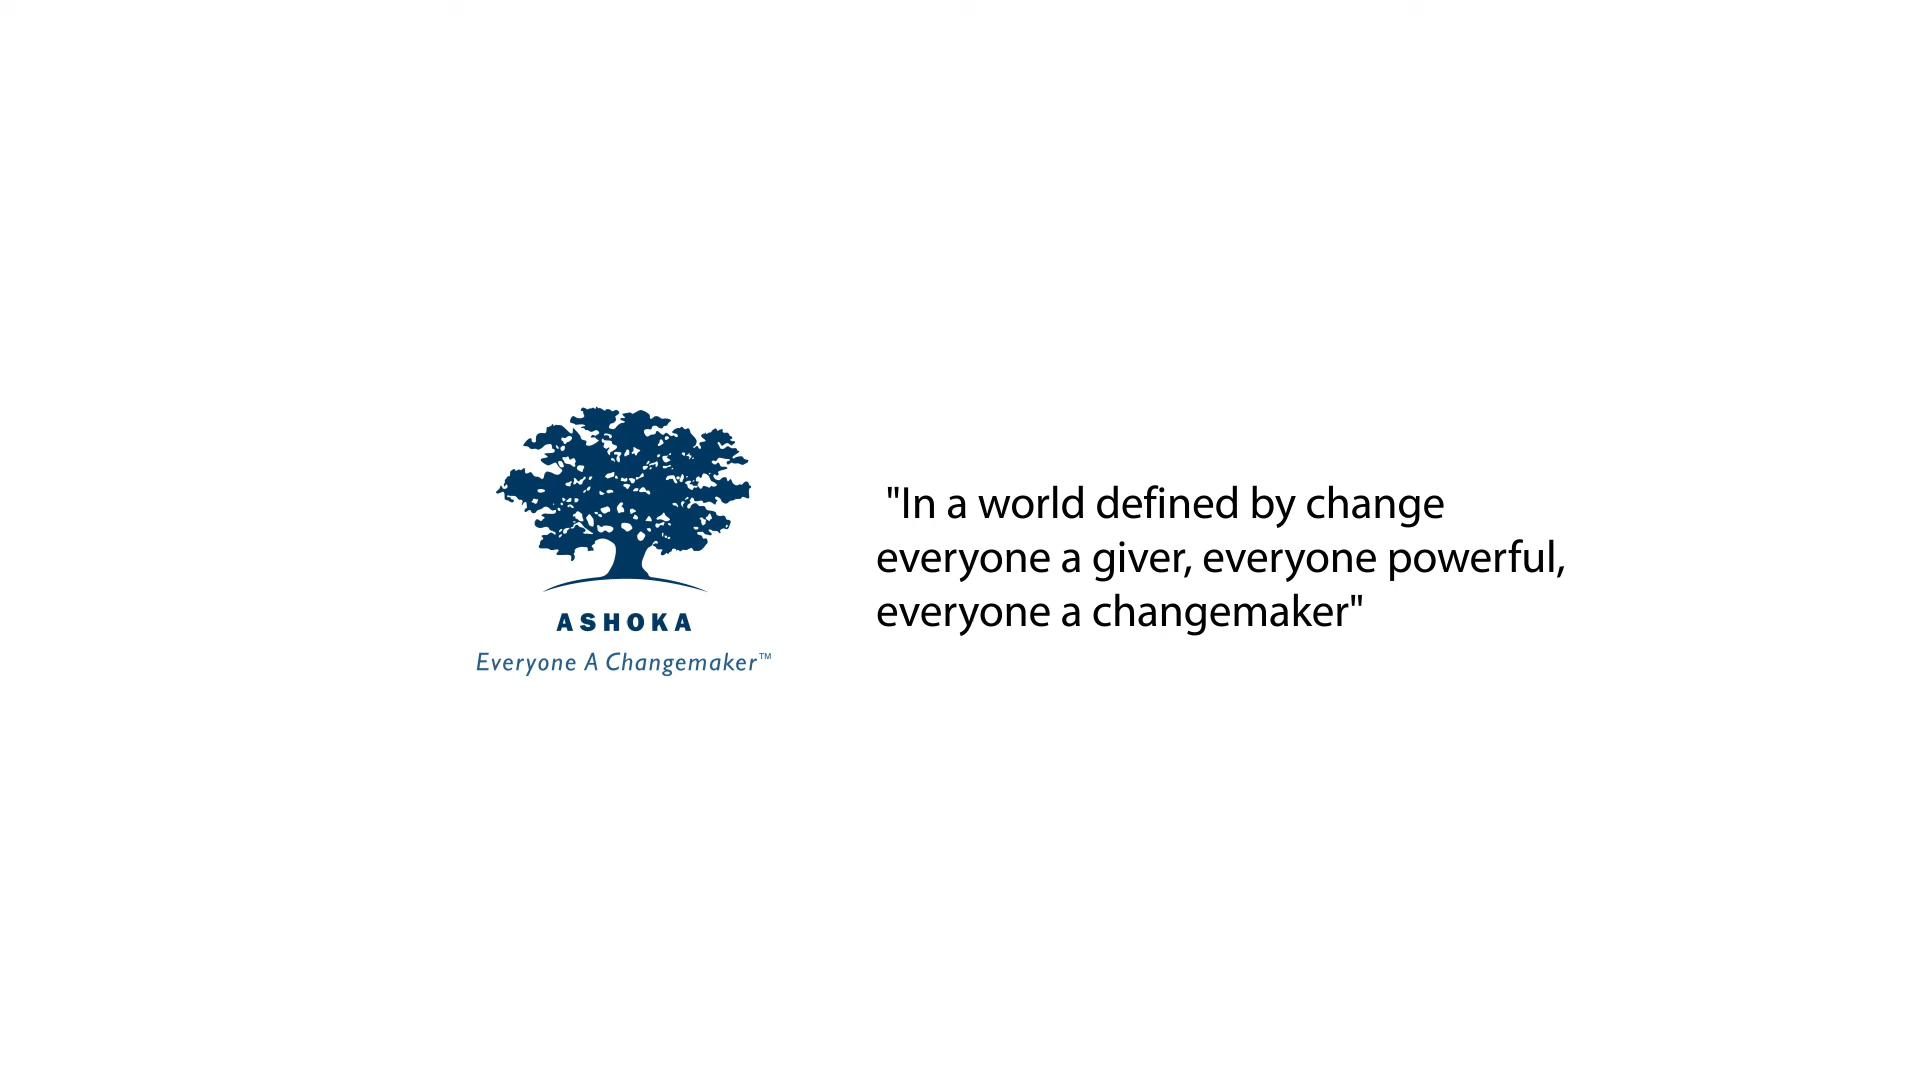 ASHOKA
Everyone A Changemaker™
"In a world defined by change
everyone a giver, everyone powerful,
everyone a changemaker"